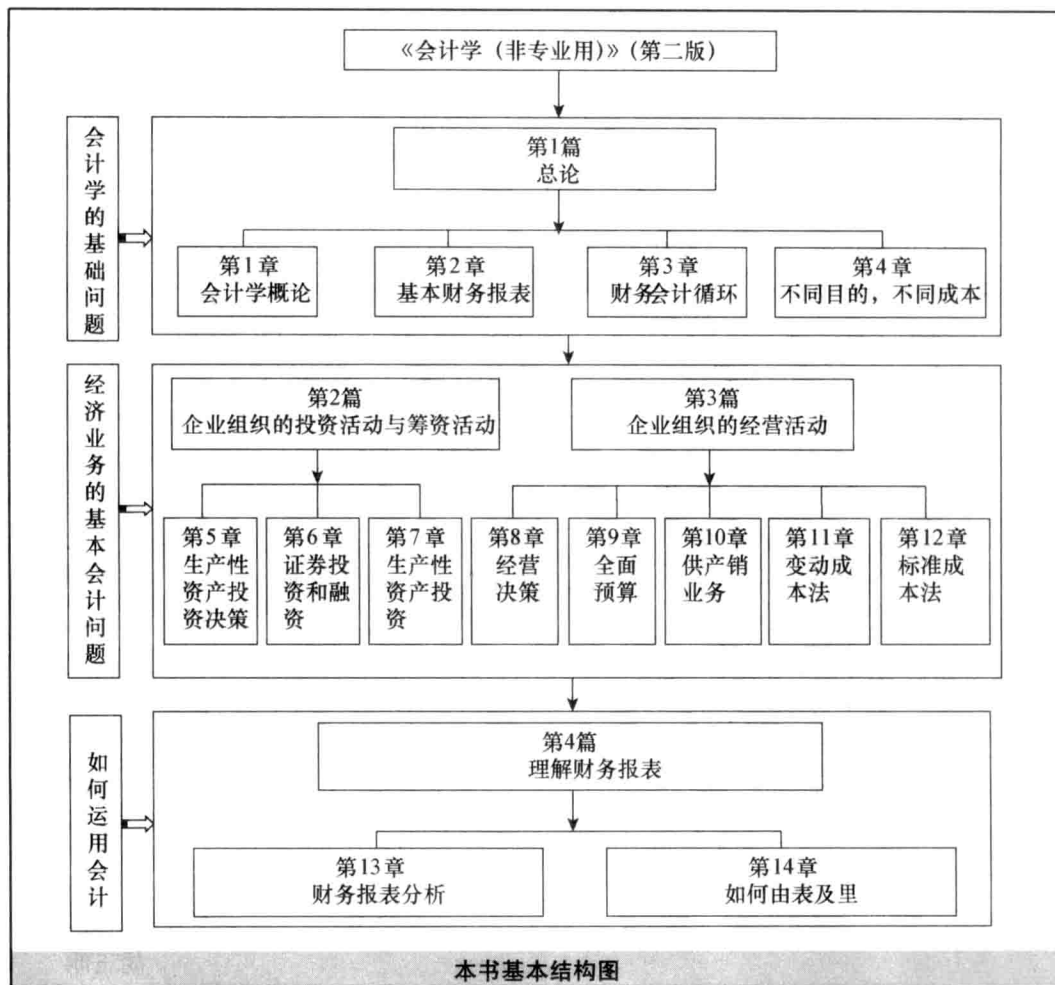 《会计学（非专业用）》（第二版）
会计学的基础问题
第1篇
总论
第1章
会计学概论
第2章
基本财务报表
第3章
财务会计循环
第4章
不同目的，不同成本
经济业务的基本会计问题
第2篇
企业组织的投资活动与筹资活动
第3篇
企业组织的经营活动
第5章
生产性
资产投
资决策
第6章
证券投
资和融
资
第7章
生产性
资产投
资
第8章
经营
决策
第9章
全面
预算
第10章
供产销
业务
第11章
变动成
本法
第12章
标准成
本法
如何运用会计
第4篇
理解财务报表
第13章
财务报表分析
第14章
如何由表及里
本书基本结构图